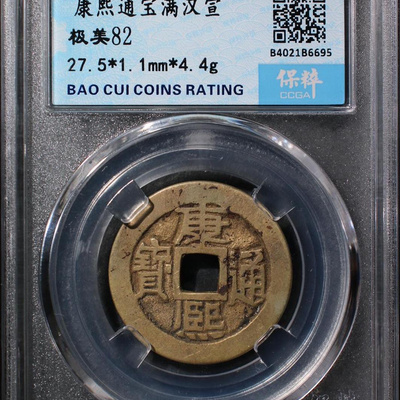 康熙通宝满汉宣
极美82
27.5*1.1mm*4.4g
BAO CUI COINS RATING
B4021B6695
保粹
CCGA
康熙通寳